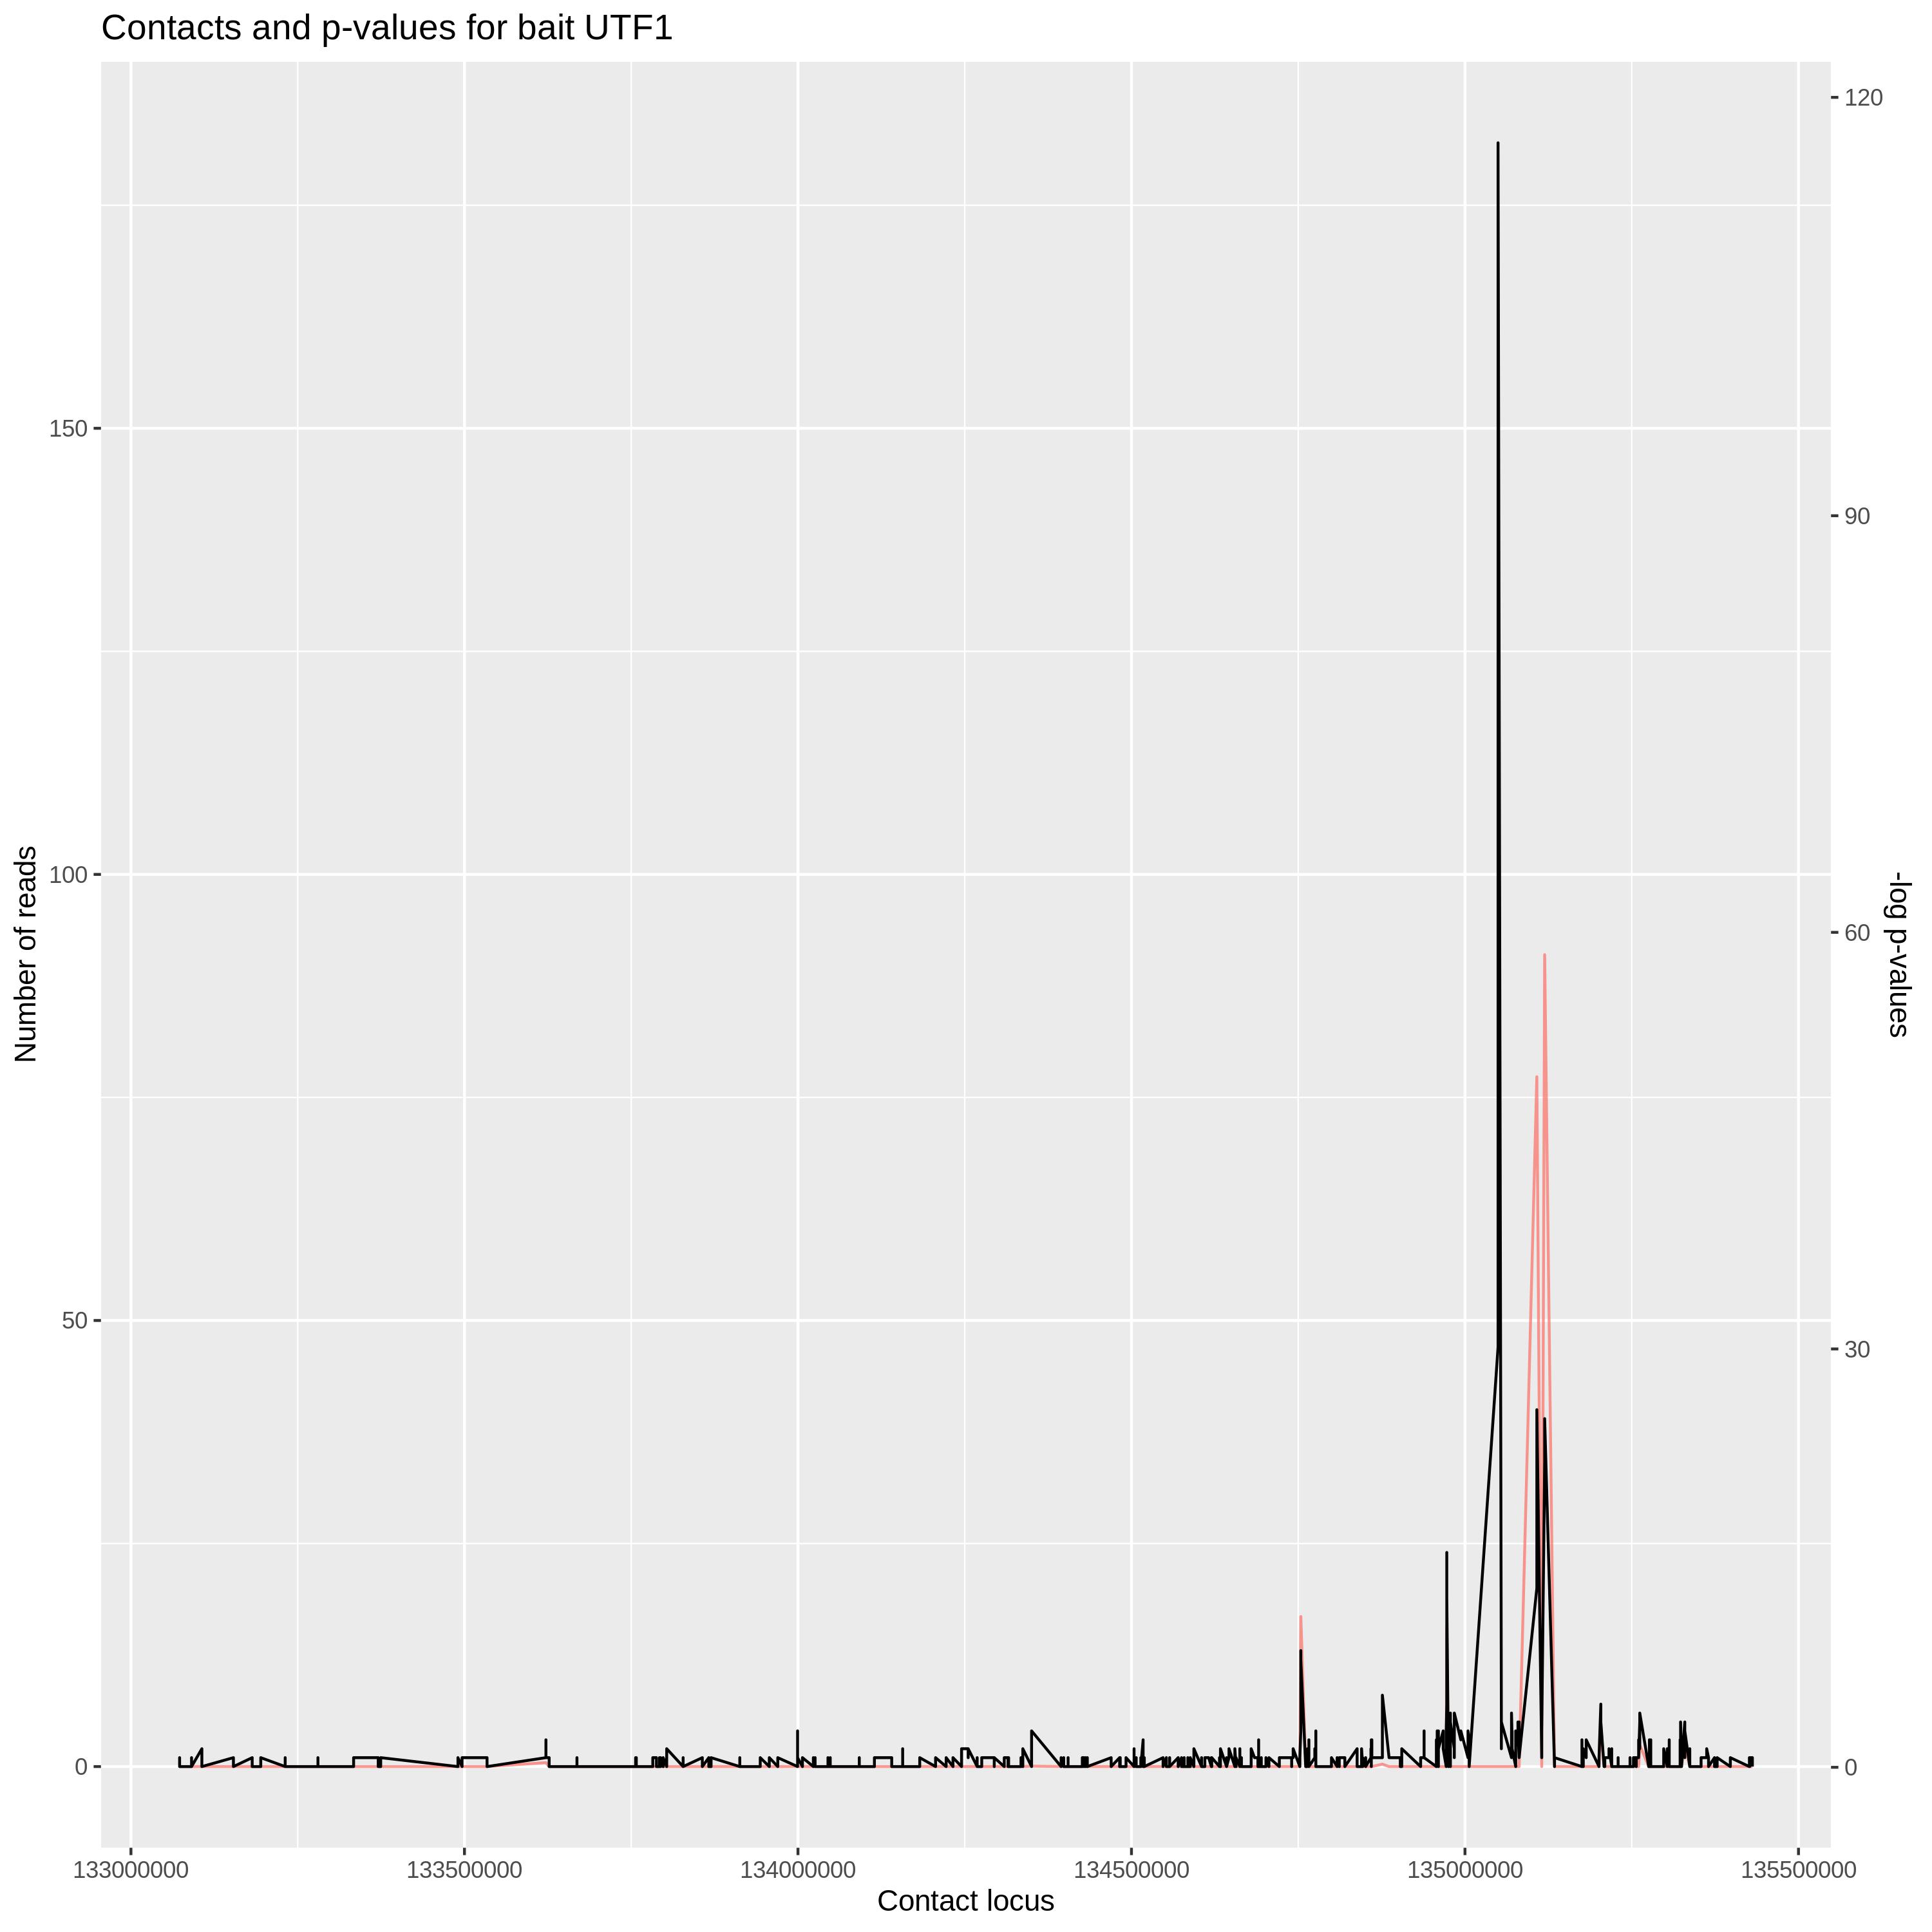 Contacts and p-values for bait UTF1
120
150
90
100
60
Number of reads
-log p-values
50
30
0
0
133000000 133500000 134000000 134500000 135000000 135500000
Contact locus